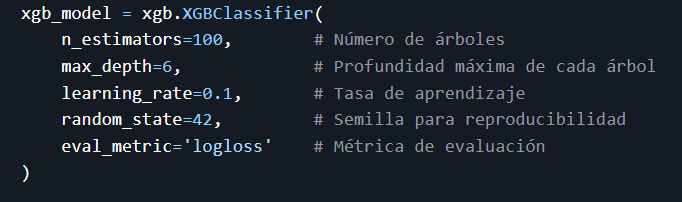 xgb_model = xgb.XGBClassifier(
    n_estimators=100,        # Número de árboles
    max_depth=6,             # Profundidad máxima de cada árbol
    learning_rate=0.1,       # Tasa de aprendizaje
    random_state=42,         # Semilla para reproducibilidad
    eval_metric='logloss'    # Métrica de evaluación
)